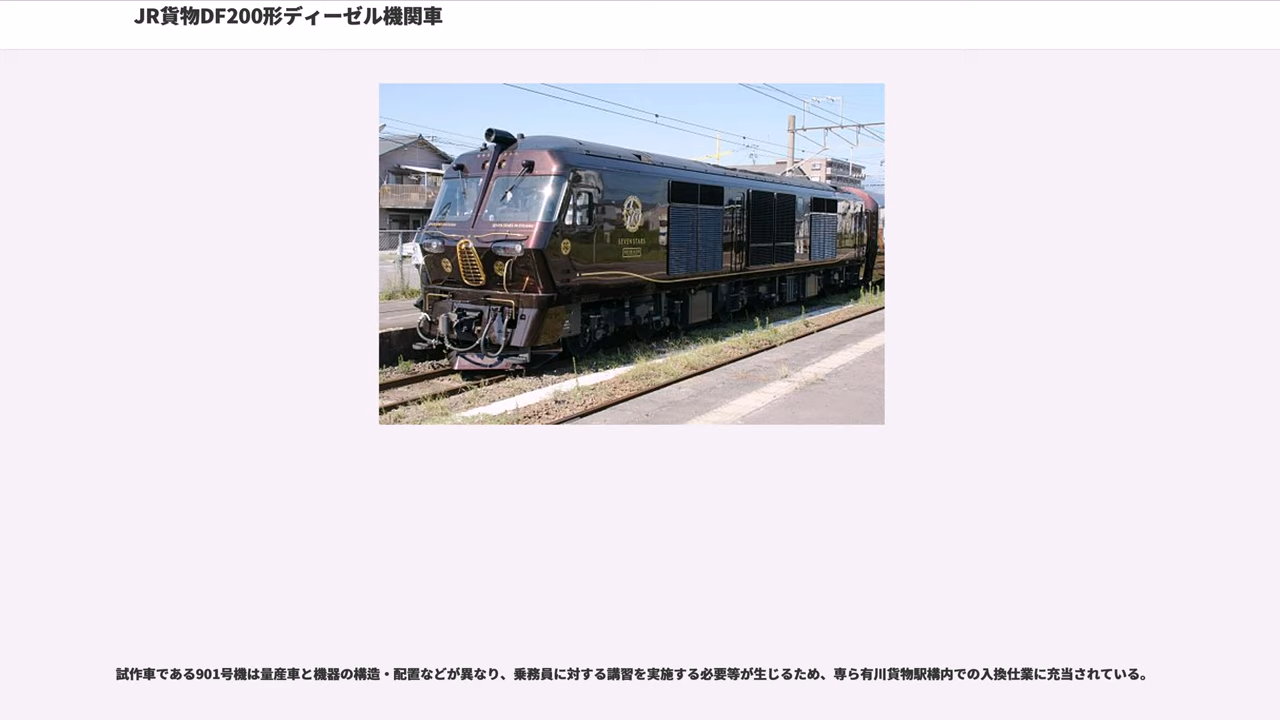 JR貨物DF200形ディーゼル機関車
SEVEN STARS
試作車である901号機は量産車と機器の構造・配置などが異なり、乗務員に対する講習を実施する必要等が生じるため、専ら有川貨物駅構内での入換仕業に充当されている。